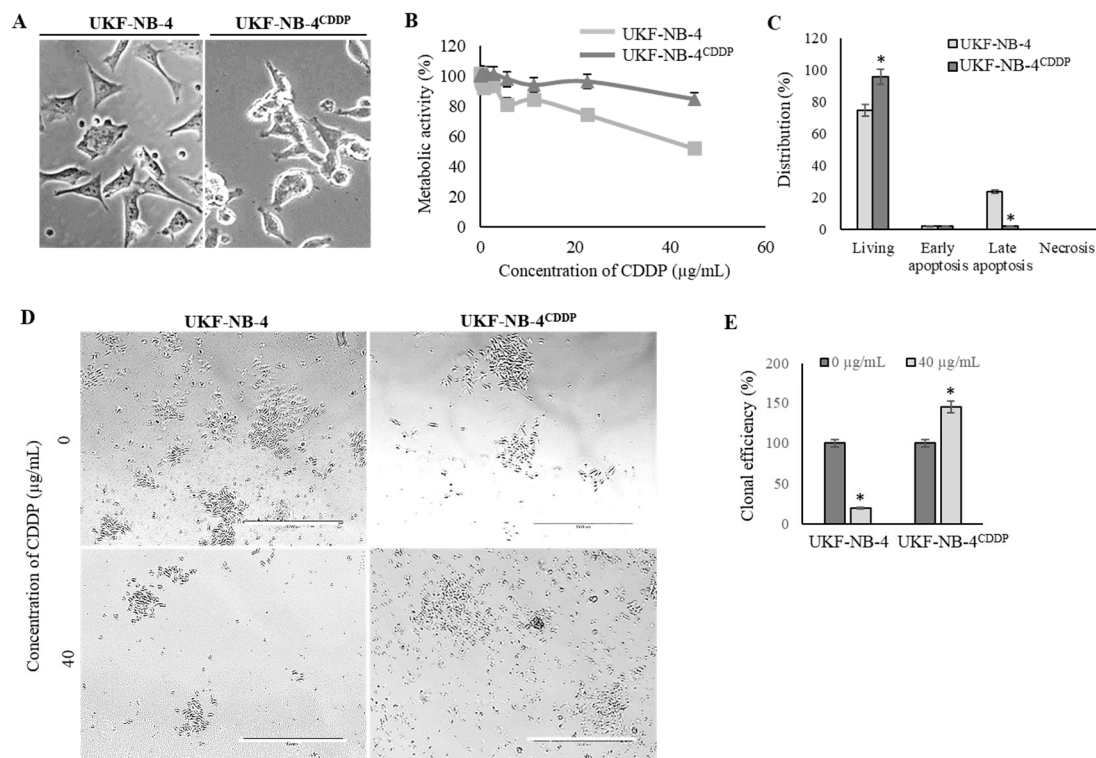 A
UKF-NB-4
UKF-NB-4CDDP
B
UKF-NB-4
UKF-NB-4CDDP
Metabolic activity (%)
120
100
80
60
40
20
0
0
20
40
60
Concentration of CDDP (µg/mL)
C
UKF-NB-4
UKF-NB-4CDDP
Distribution (%)
120
100
80
60
40
20
0
*
*
Living
Early apoptosis
Late apoptosis
Necrosis
D
UKF-NB-4
UKF-NB-4CDDP
Concentration of CDDP (µg/mL)
0
40
E
0 µg/mL
40 µg/mL
Clonal efficiency (%)
200
150
100
50
0
*
*
UKF-NB-4
UKF-NB-4CDDP